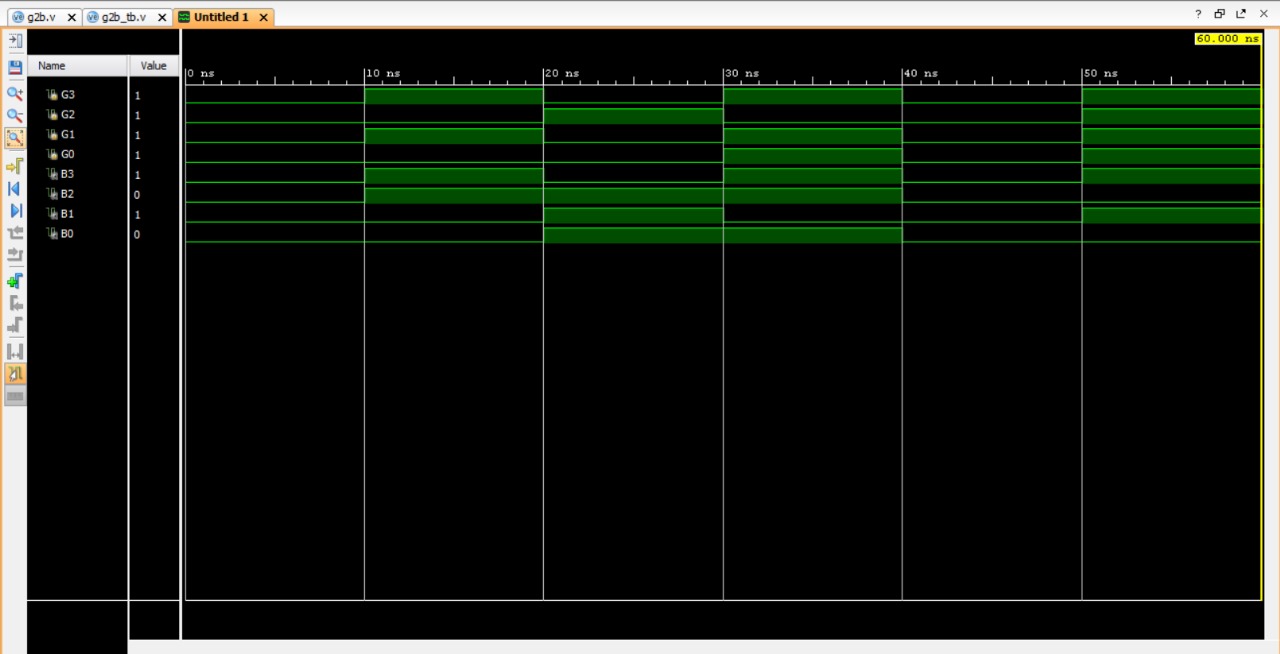 g2b.v g2b_tb.v Untitled 1
60.000 ns
Name Value
0 ns 10 ns 20 ns 30 ns 40 ns 50 ns
G3 1
G2 1
G1 1
G0 1
B3 1
B2 0
B1 1
B0 0